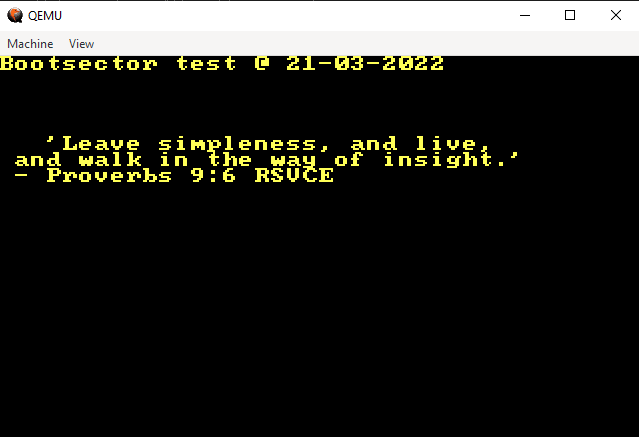 QEMU
Machine View
Bootsector test @ 21-03-2022
'Leave simpleness, and live,
and walk in the way of insight.'
- Proverbs 9:6 RSVCE